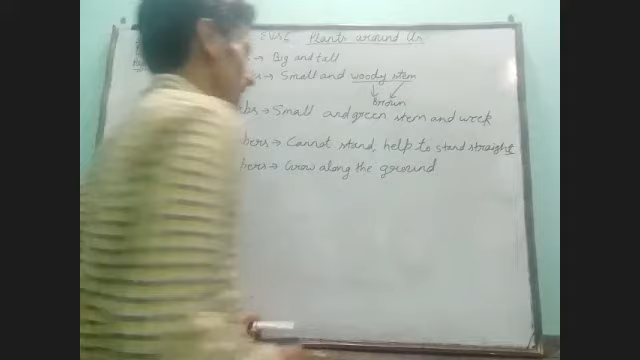 EVS Plants around Us
→ Big and tall
s → Small and woody stem
Brown
bs → Small and green stem and week
bers → Cannot stand, help to stand straight
bers → Grow along the ground